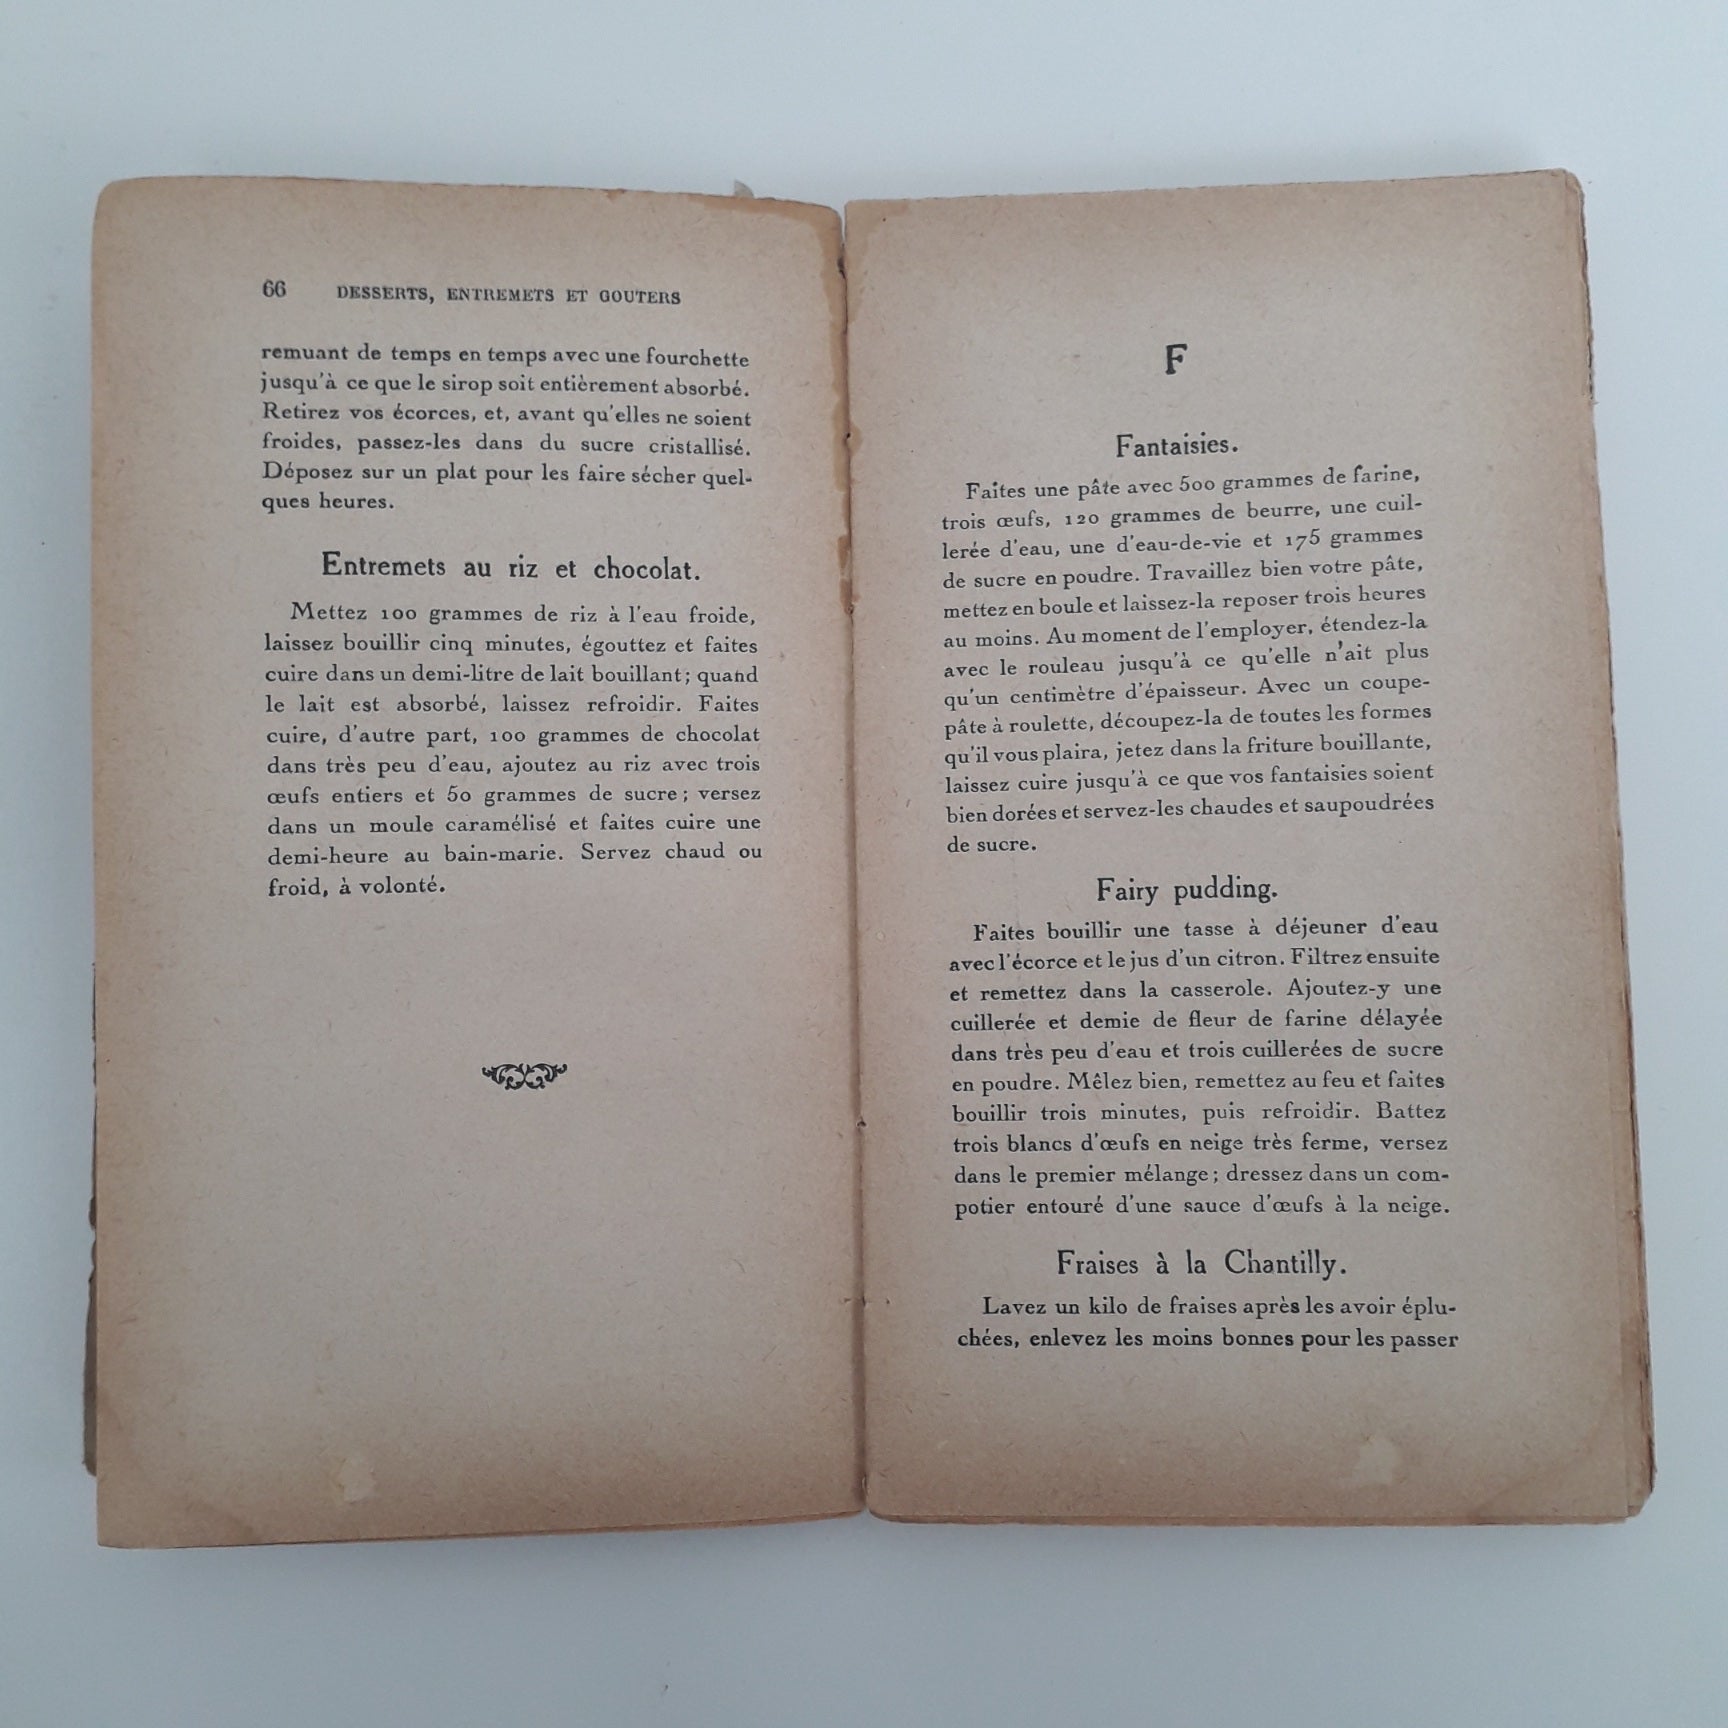 66 DESSERTS, ENTREMETS ET GOUTERS
remuant de temps en temps avec une fourchette
jusqu'à ce que le sirop soit entièrement absorbé.
Retirez vos écorces, et, avant qu'elles ne soient
froides, passez-les dans du sucre cristallisé.
Déposez sur un plat pour les faire sécher quel-
ques heures.
Entremets au riz et chocolat.
Mettez 100 grammes de riz à l'eau froide,
laissez bouillir cinq minutes, égouttez et faites
cuire dans un demi-litre de lait bouillant; quand
le lait est absorbé, laissez refroidir. Faites
cuire, d'autre part, 100 grammes de chocolat
dans très peu d'eau, ajoutez au riz avec trois
œufs entiers et 50 grammes de sucre; versez
dans un moule caramélisé et faites cuire une
demi-heure au bain-marie. Servez chaud ou
froid, à volonté.
F
Fantaisies.
Faites une pâte avec 500 grammes de farine,
trois œufs, 120 grammes de beurre, une cuil-
lerée d'eau, une d'eau-de-vie et 175 grammes
de sucre en poudre. Travaillez bien votre pâte,
mettez en boule et laissez-la reposer trois heures
au moins. Au moment de l'employer, étendez-la
avec le rouleau jusqu'à ce qu'elle n'ait plus
qu'un centimètre d'épaisseur. Avec un coupe-
pâte à roulette, découpez-la de toutes les formes
qu'il vous plaira, jetez dans la friture bouillante,
laissez cuire jusqu'à ce que vos fantaisies soient
bien dorées et servez-les chaudes et saupoudrées
de sucre.
Fairy pudding.
Faites bouillir une tasse à déjeuner d'eau
avec l'écorce et le jus d'un citron. Filtrez ensuite
et remettez dans la casserole. Ajoutez-y une
cuillerée et demie de fleur de farine délayée
dans très peu d'eau et trois cuillerées de sucre
en poudre. Mêlez bien, remettez au feu et faites
bouillir trois minutes, puis refroidir. Battez
trois blancs d'œufs en neige très ferme, versez
dans le premier mélange; dressez dans un com-
potier entouré d'une sauce d'œufs à la neige.
Fraises à la Chantilly.
Lavez un kilo de fraises après les avoir éplu-
chées, enlevez les moins bonnes pour les passer